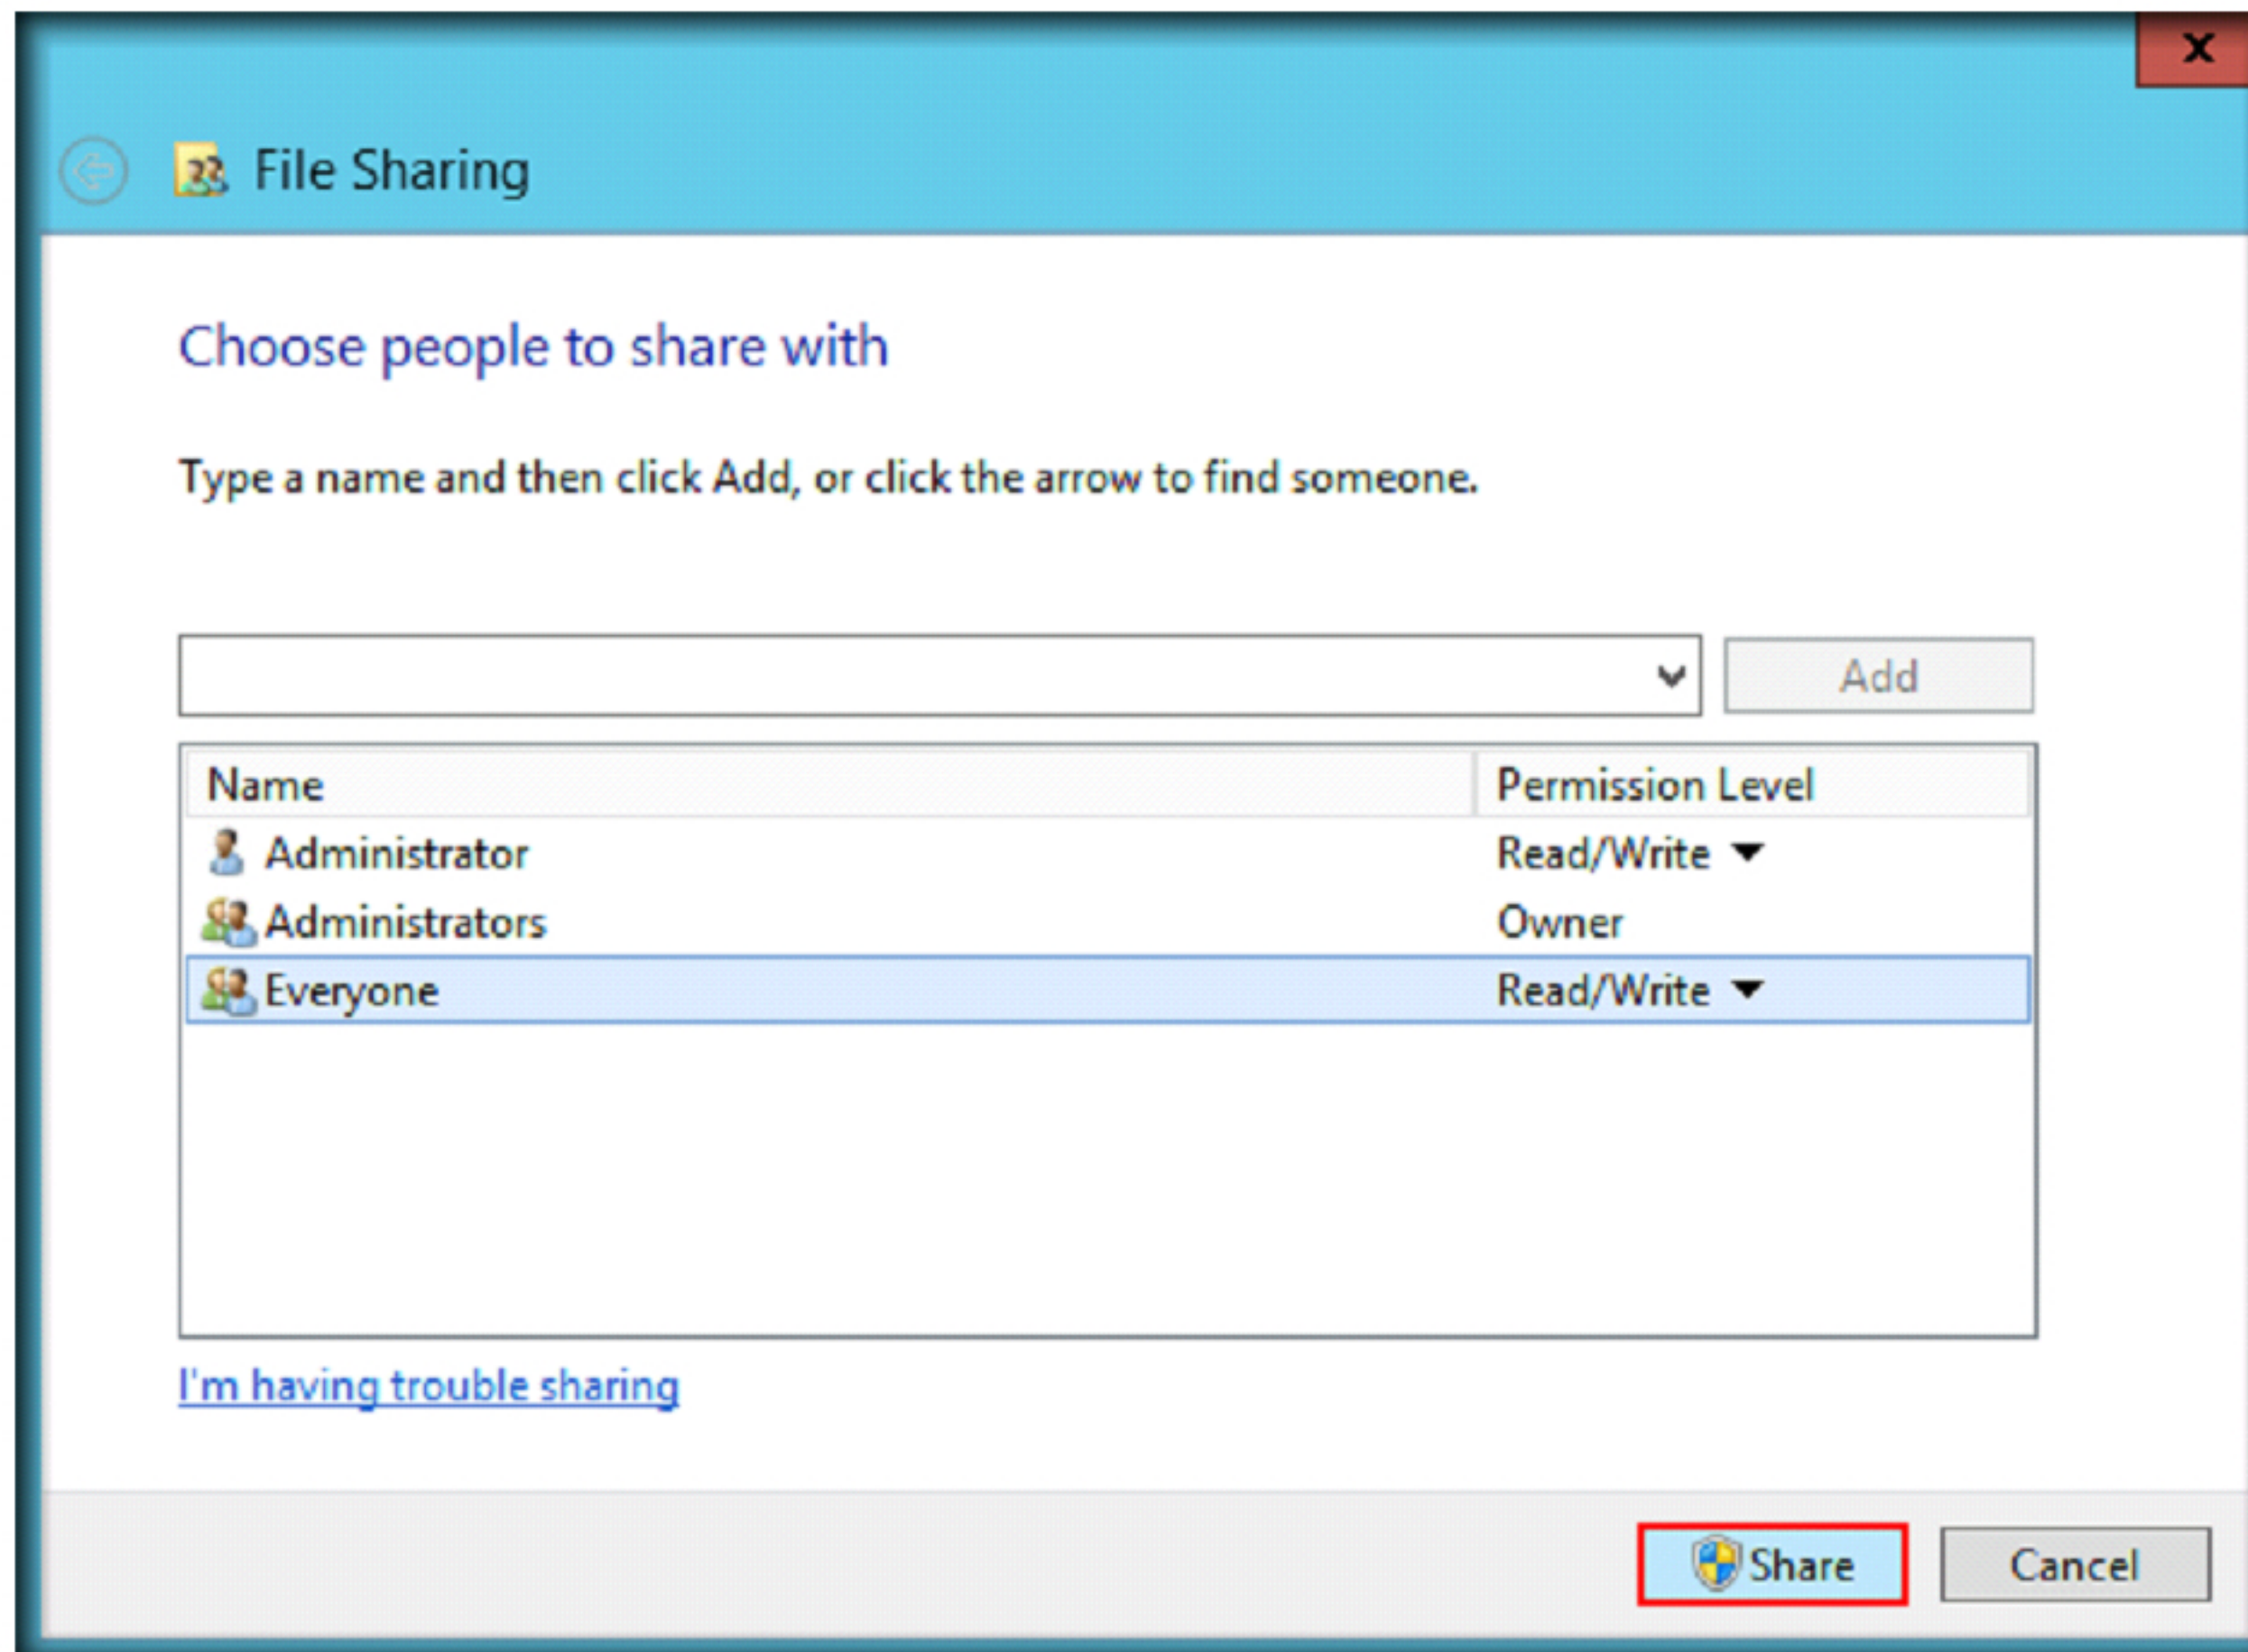 File Sharing
Choose people to share with
Type a name and then click Add, or click the arrow to find someone.
Add
Name Permission Level
Administrator Read/Write
Administrators Owner
Everyone Read/Write
I'm having trouble sharing
Share Cancel